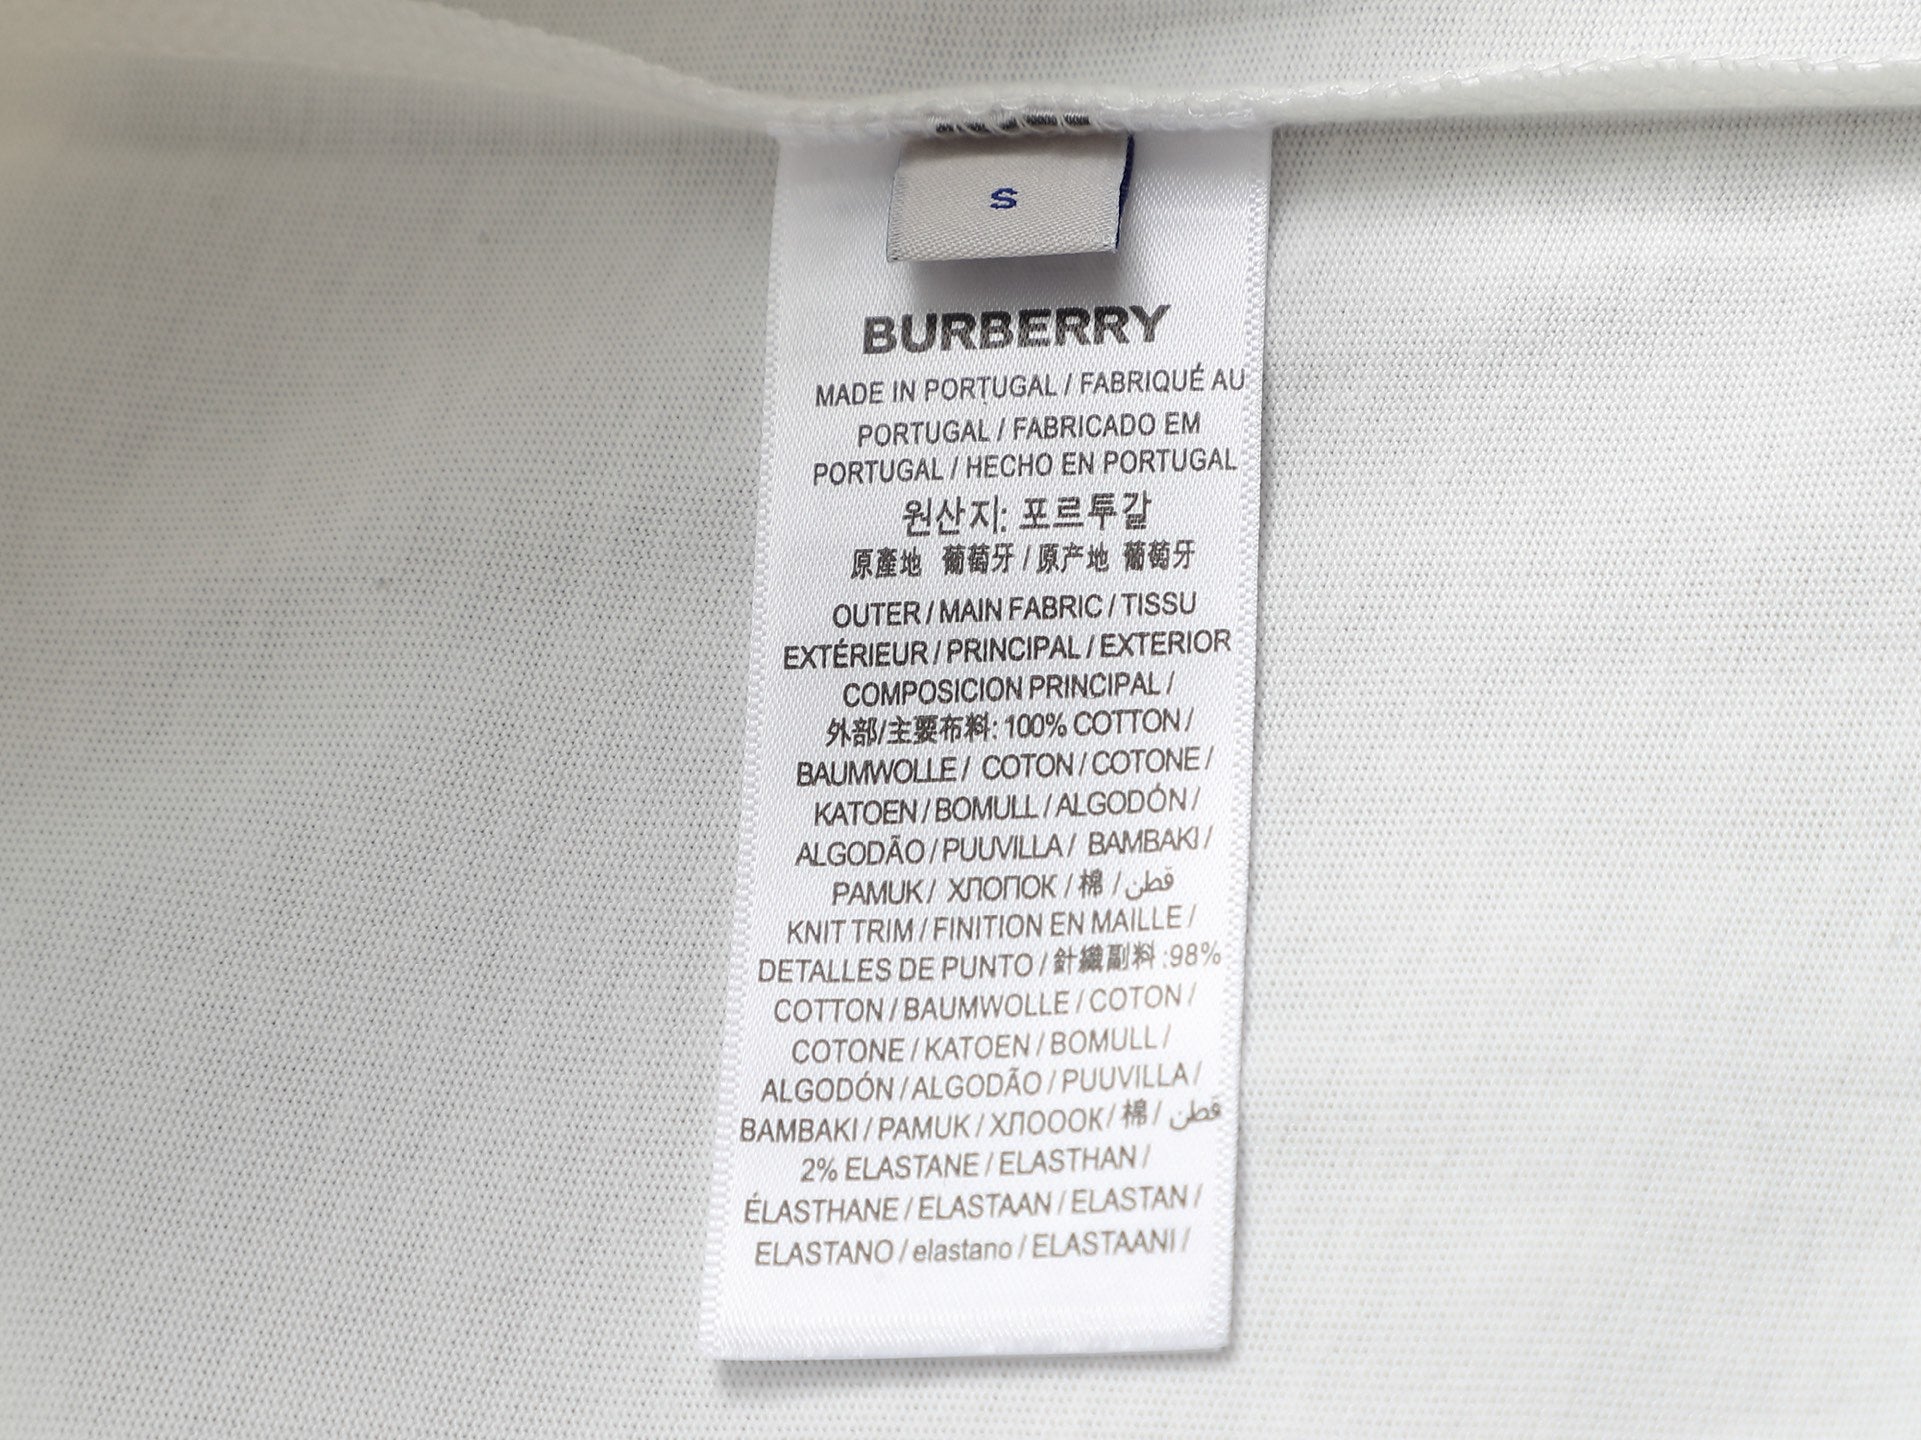 S
BURBERRY
MADE IN PORTUGAL / FABRIQUÉ AU
PORTUGAL / FABRICADO EM
PORTUGAL / HECHO EN PORTUGAL
원산지: 포르투갈
原產地 葡萄牙 / 原产地 葡萄牙
OUTER / MAIN FABRIC / TISSU
EXTÉRIEUR / PRINCIPAL / EXTERIOR
COMPOSICION PRINCIPAL /
外部/主要布料: 100% COTTON /
BAUMWOLLE / COTON / COTONE /
KATOEN / BOMULL / ALGODÓN /
ALGODÃO / PUUVILLA / BAMBAKI /
PAMUK / ХЛОПОК / 棉 / قطن
KNIT TRIM / FINITION EN MAILLE /
DETALLES DE PUNTO / 針織副料 :98%
COTTON / BAUMWOLLE / COTON /
COTONE / KATOEN / BOMULL /
ALGODÓN / ALGODÃO / PUUVILLA /
BAMBAKI / PAMUK / ХЛОООК / 棉 / قطن
2% ELASTANE / ELASTHAN /
ÉLASTHANE / ELASTAAN / ELASTAN /
ELASTANO / elastano / ELASTAANI /